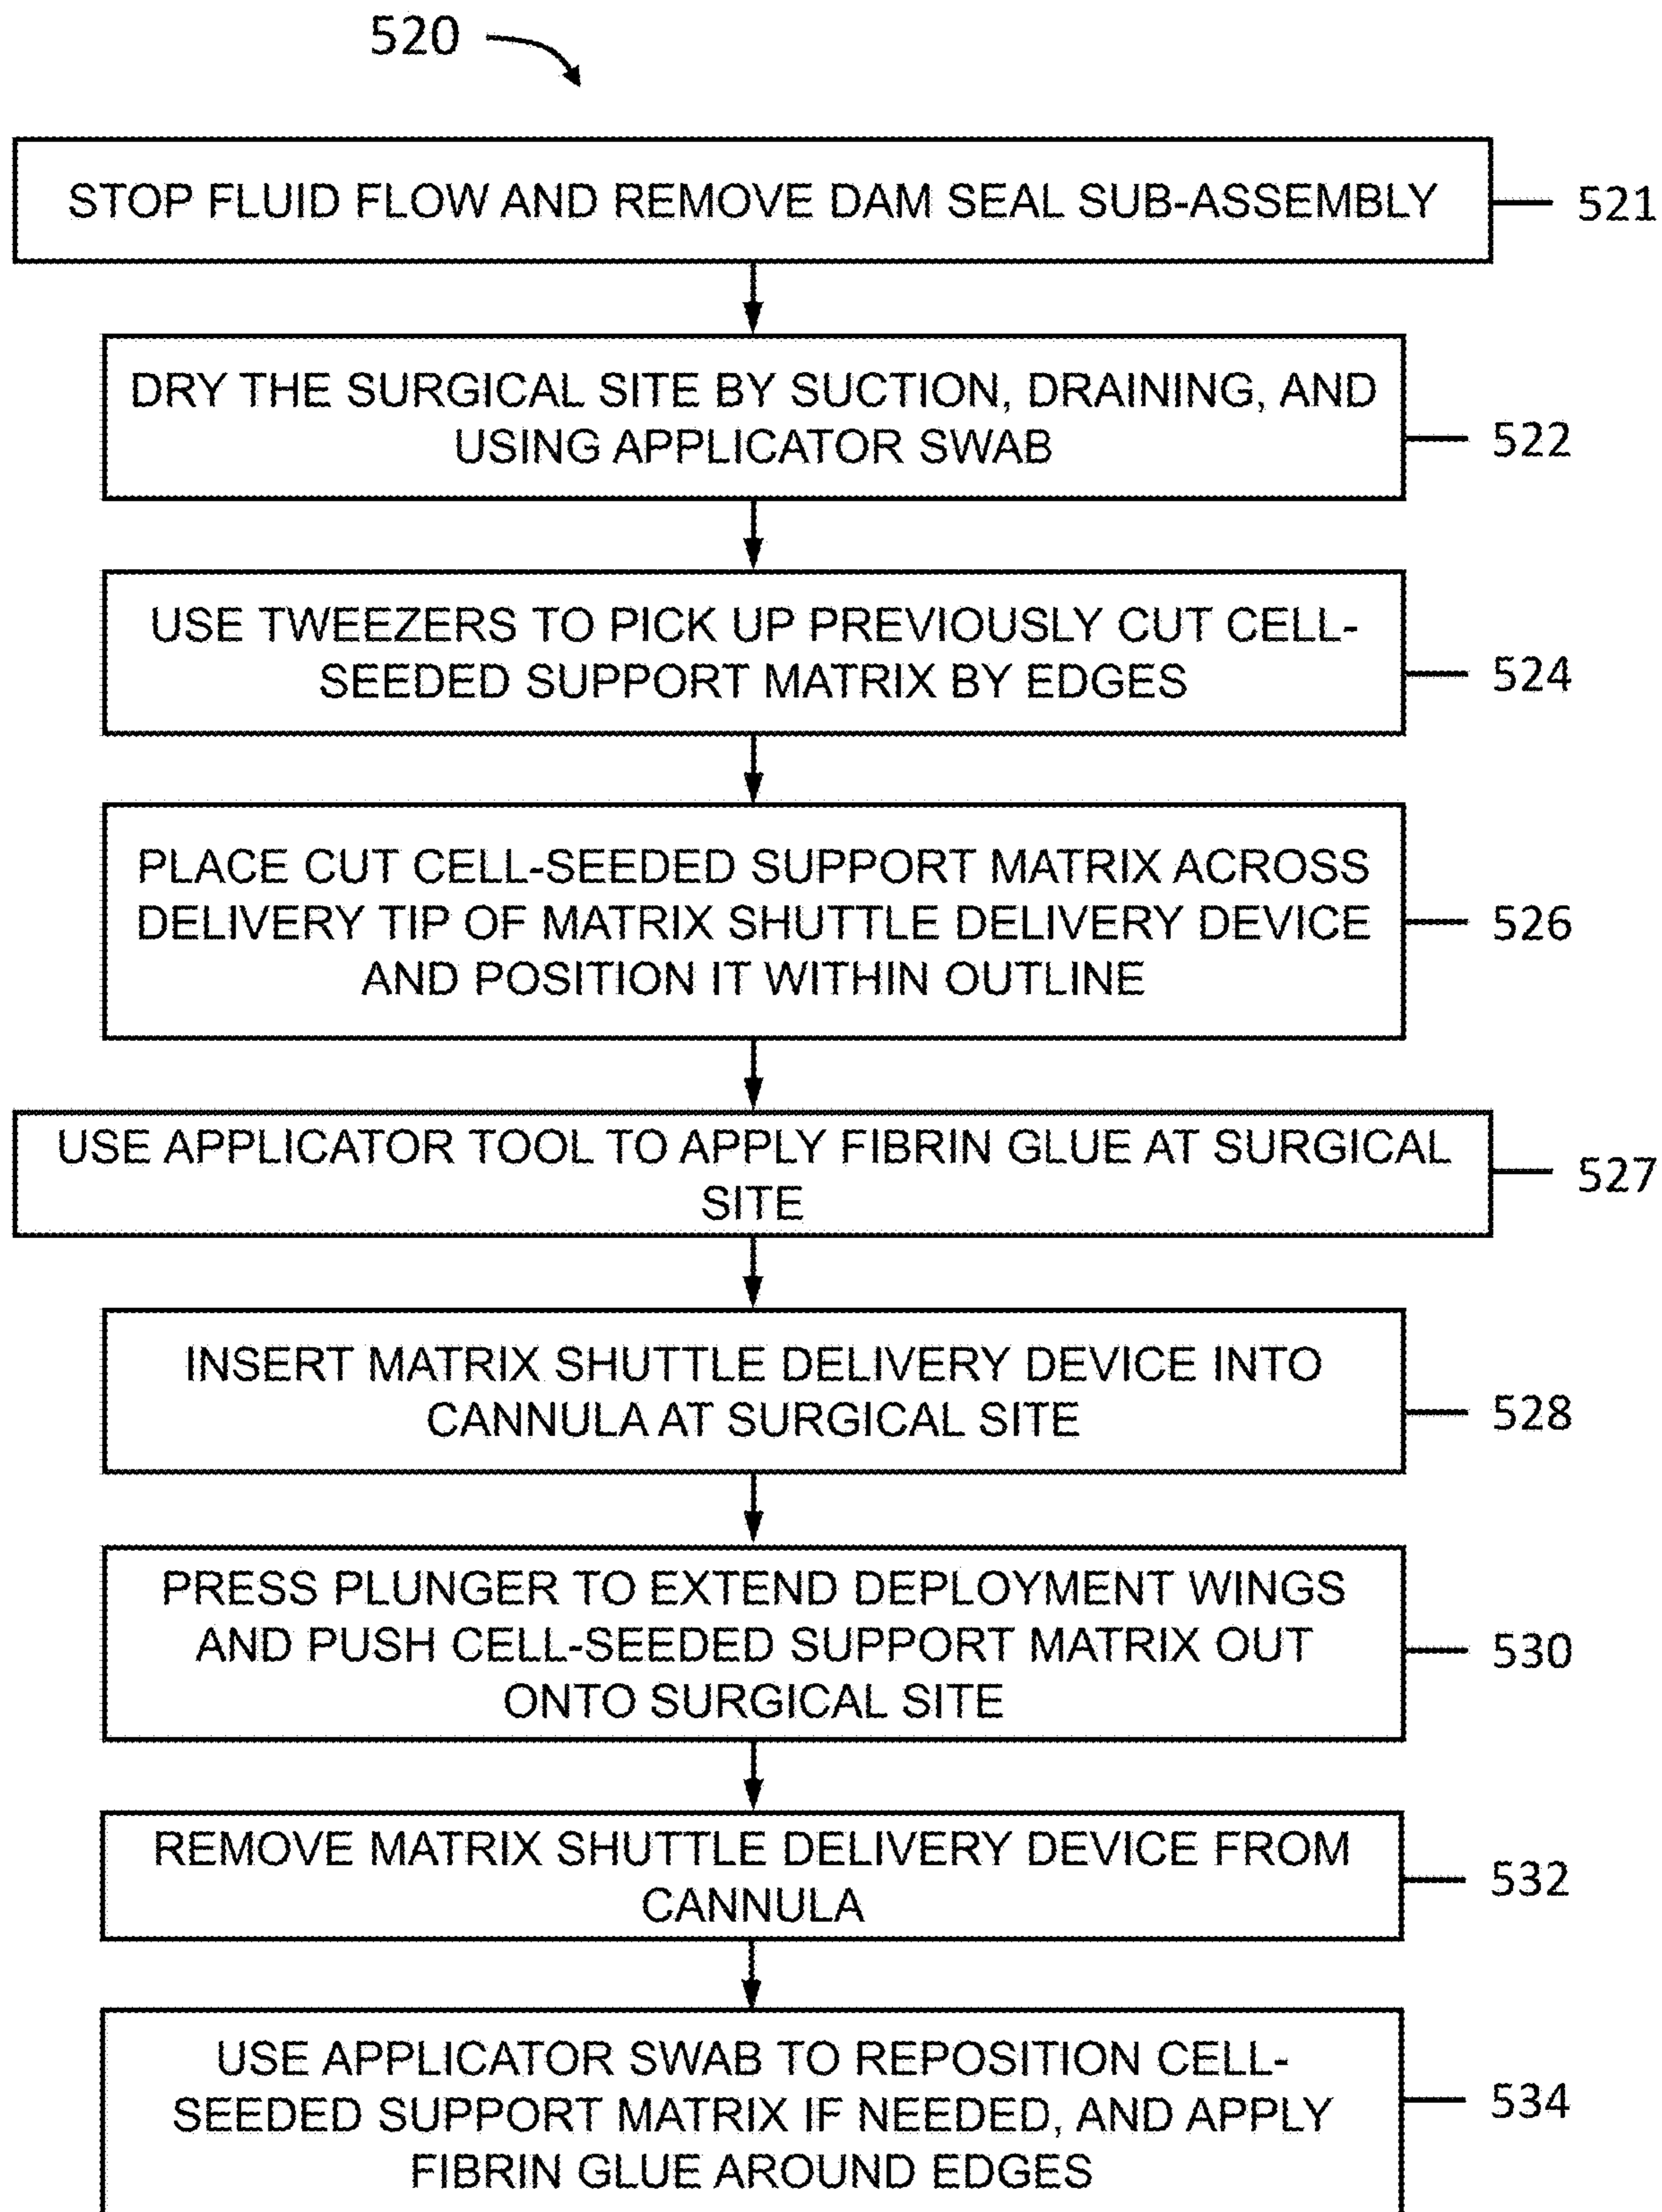 520
STOP FLUID FLOW AND REMOVE DAM SEAL SUB-ASSEMBLY
521
DRY THE SURGICAL SITE BY SUCTION, DRAINING, AND
USING APPLICATOR SWAB
522
USE TWEEZERS TO PICK UP PREVIOUSLY CUT CELL-
SEEDED SUPPORT MATRIX BY EDGES
524
PLACE CUT CELL-SEEDED SUPPORT MATRIX ACROSS
DELIVERY TIP OF MATRIX SHUTTLE DELIVERY DEVICE
AND POSITION IT WITHIN OUTLINE
526
USE APPLICATOR TOOL TO APPLY FIBRIN GLUE AT SURGICAL
SITE
527
INSERT MATRIX SHUTTLE DELIVERY DEVICE INTO
CANNULA AT SURGICAL SITE
528
PRESS PLUNGER TO EXTEND DEPLOYMENT WINGS
AND PUSH CELL-SEEDED SUPPORT MATRIX OUT
ONTO SURGICAL SITE
530
REMOVE MATRIX SHUTTLE DELIVERY DEVICE FROM
CANNULA
532
USE APPLICATOR SWAB TO REPOSITION CELL-
SEEDED SUPPORT MATRIX IF NEEDED, AND APPLY
FIBRIN GLUE AROUND EDGES
534